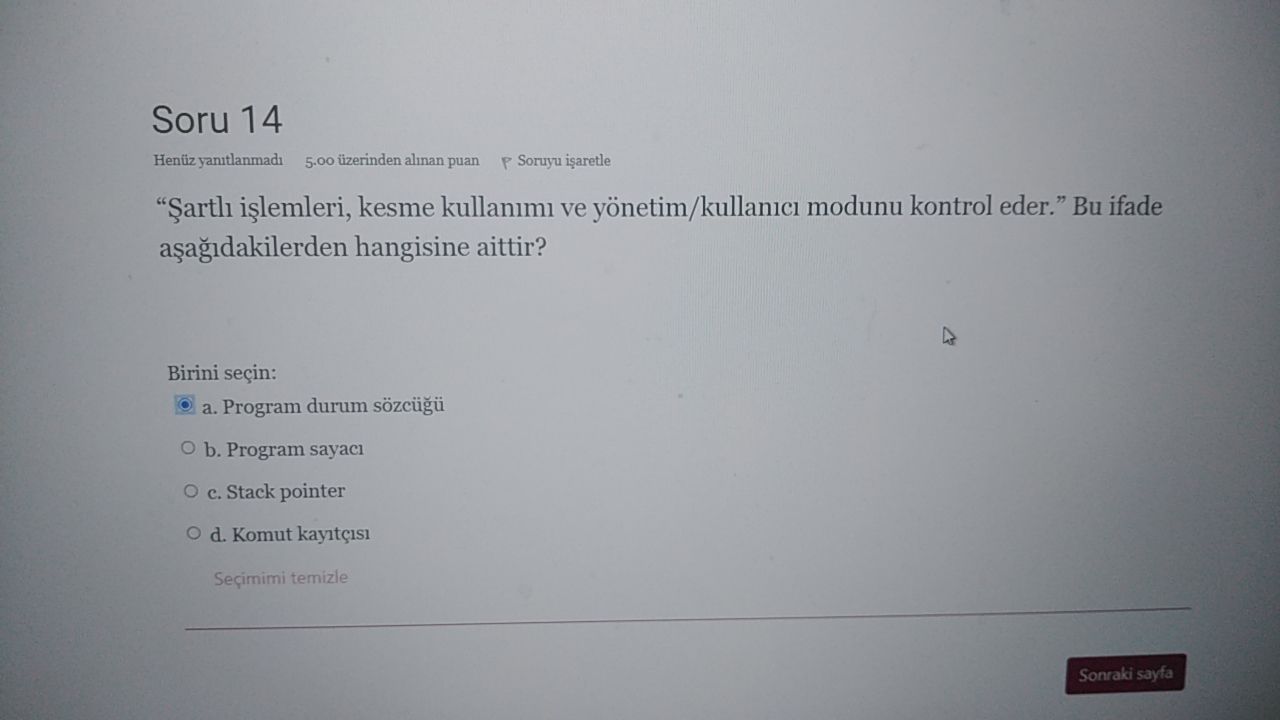 Soru 14
Henüz yanıtlanmadı 5.00 üzerinden alınan puan Soruyu işaretle
“Şartlı işlemleri, kesme kullanımı ve yönetim/kullanıcı modunu kontrol eder.” Bu ifade
aşağıdakilerden hangisine aittir?
Birini seçin:
a. Program durum sözcüğü
b. Program sayacı
c. Stack pointer
d. Komut kayıtçısı
Seçimimi temizle
Sonraki sayfa